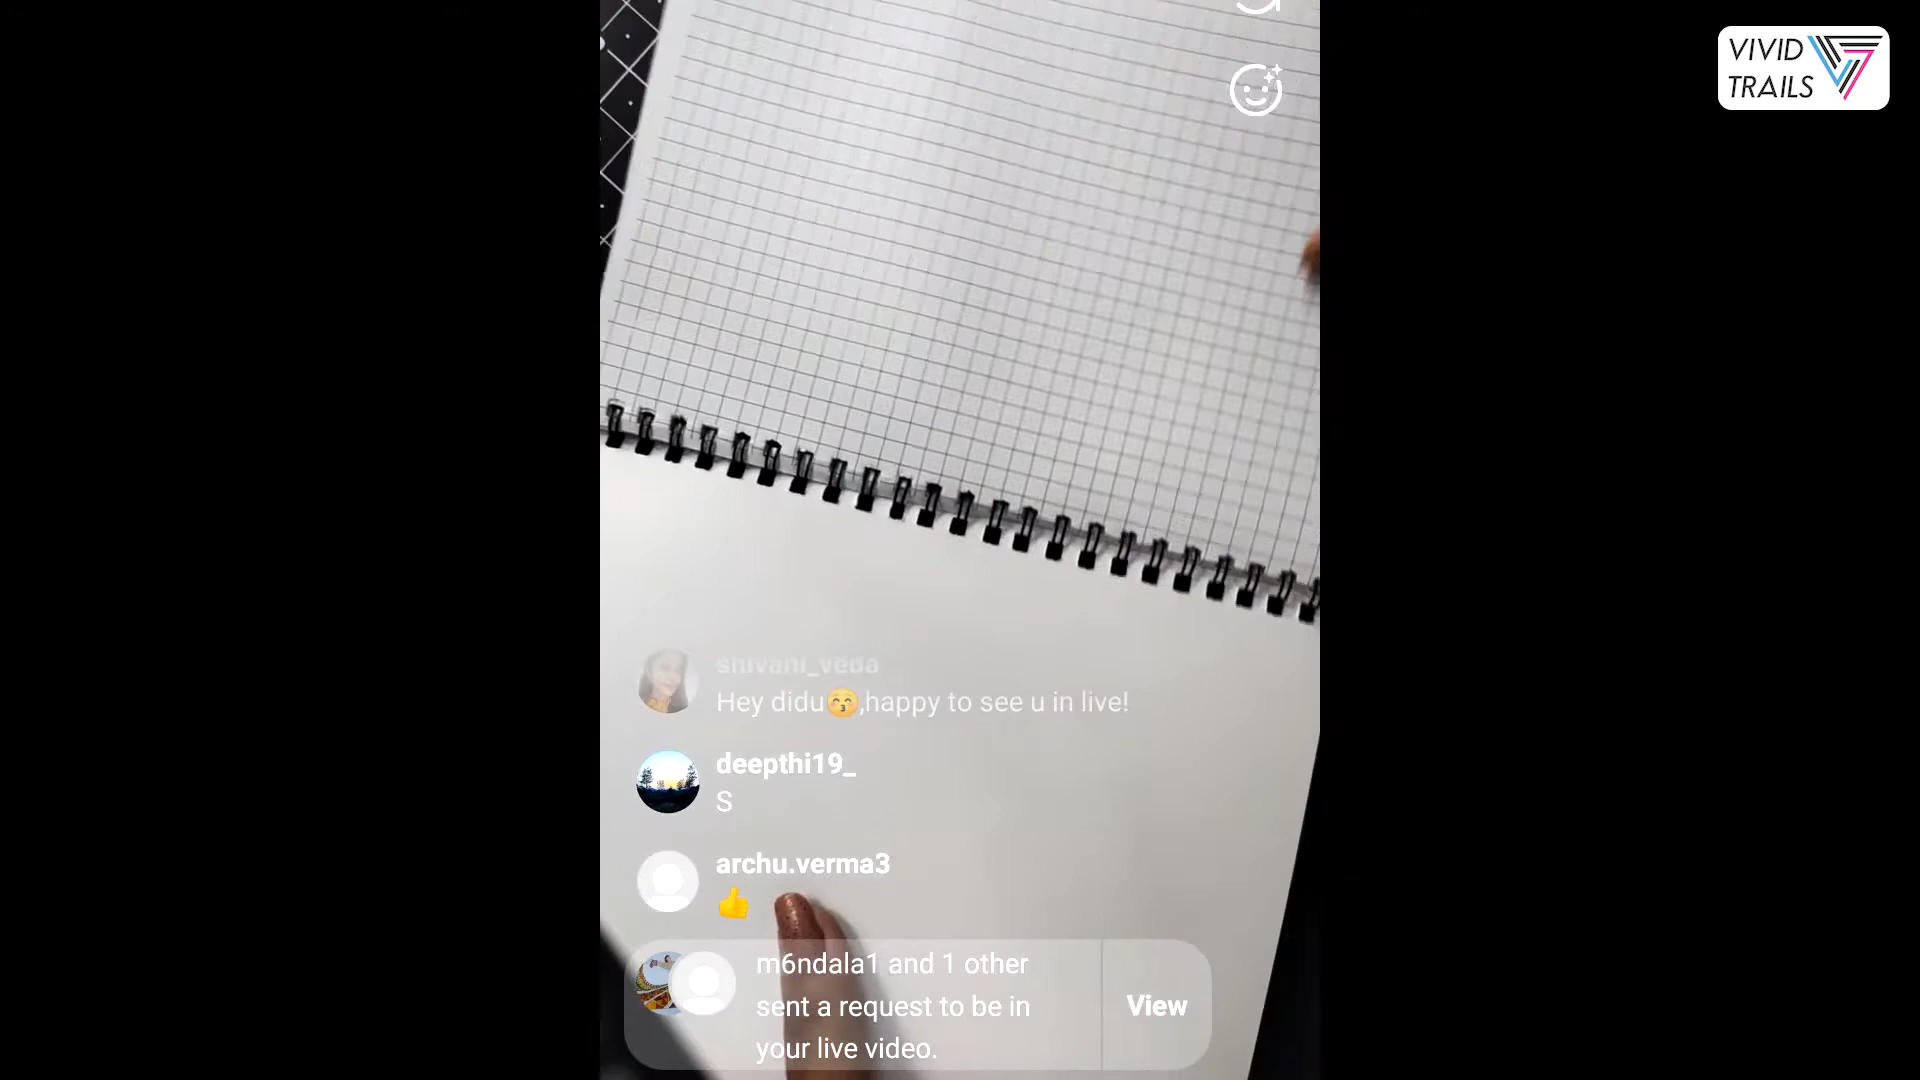 VIVID
TRAILS
shivani_veda
Hey didu😙,happy to see u in live!
deepthi19_
S
archu.verma3
👍
m6ndala1 and 1 other
sent a request to be in
your live video.
View